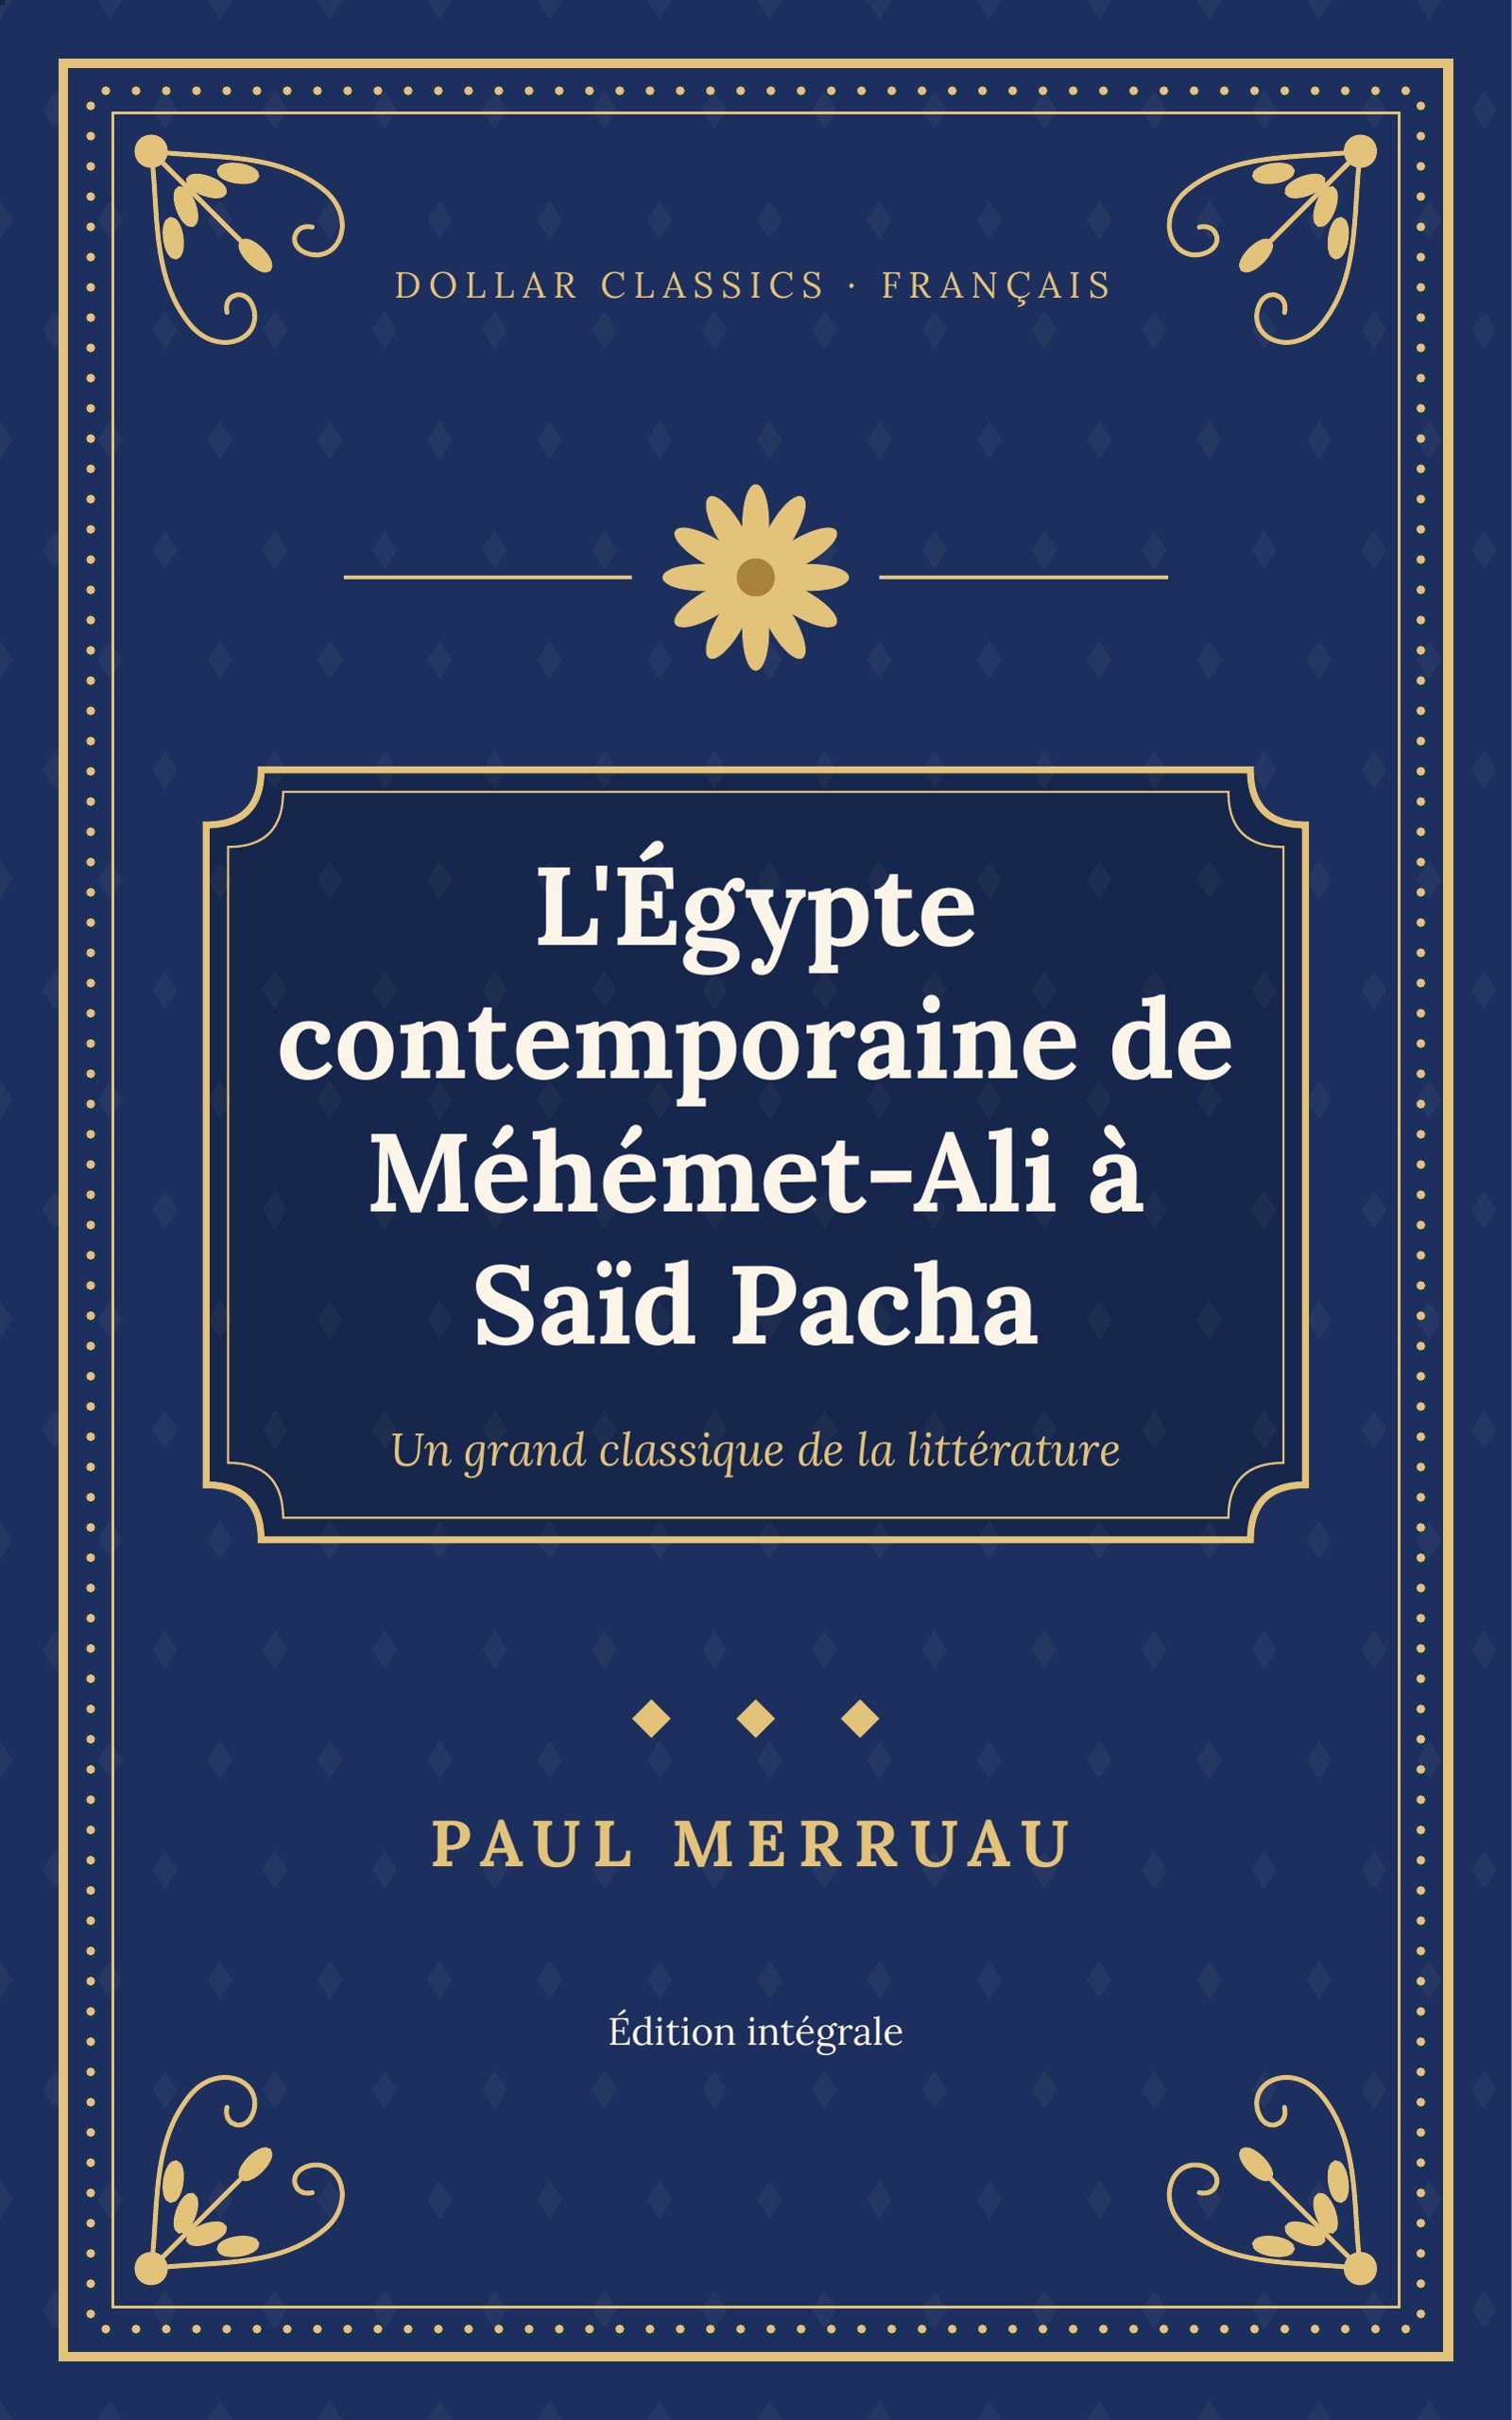 DOLLAR CLASSICS · FRANÇAIS
L'Égypte
contemporaine de
Méhémet-Ali à
Saïd Pacha
Un grand classique de la littérature
PAUL MERRUAU
Édition intégrale